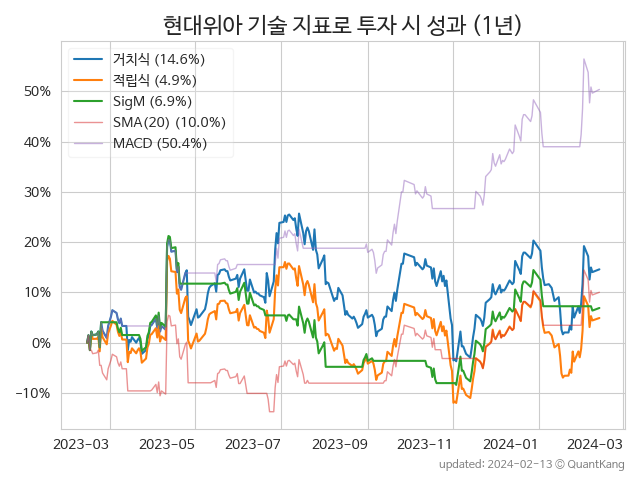 현대위아 기술 지표로 투자 시 성과 (1년)
거치식 (14.6%)
적립식 (4.9%)
SigM (6.9%)
SMA(20) (10.0%)
MACD (50.4%)
50%
40%
30%
20%
10%
0%
−10%
2023-03 2023-05 2023-07 2023-09 2023-11 2024-01 2024-03
updated: 2024-02-13 © QuantKang